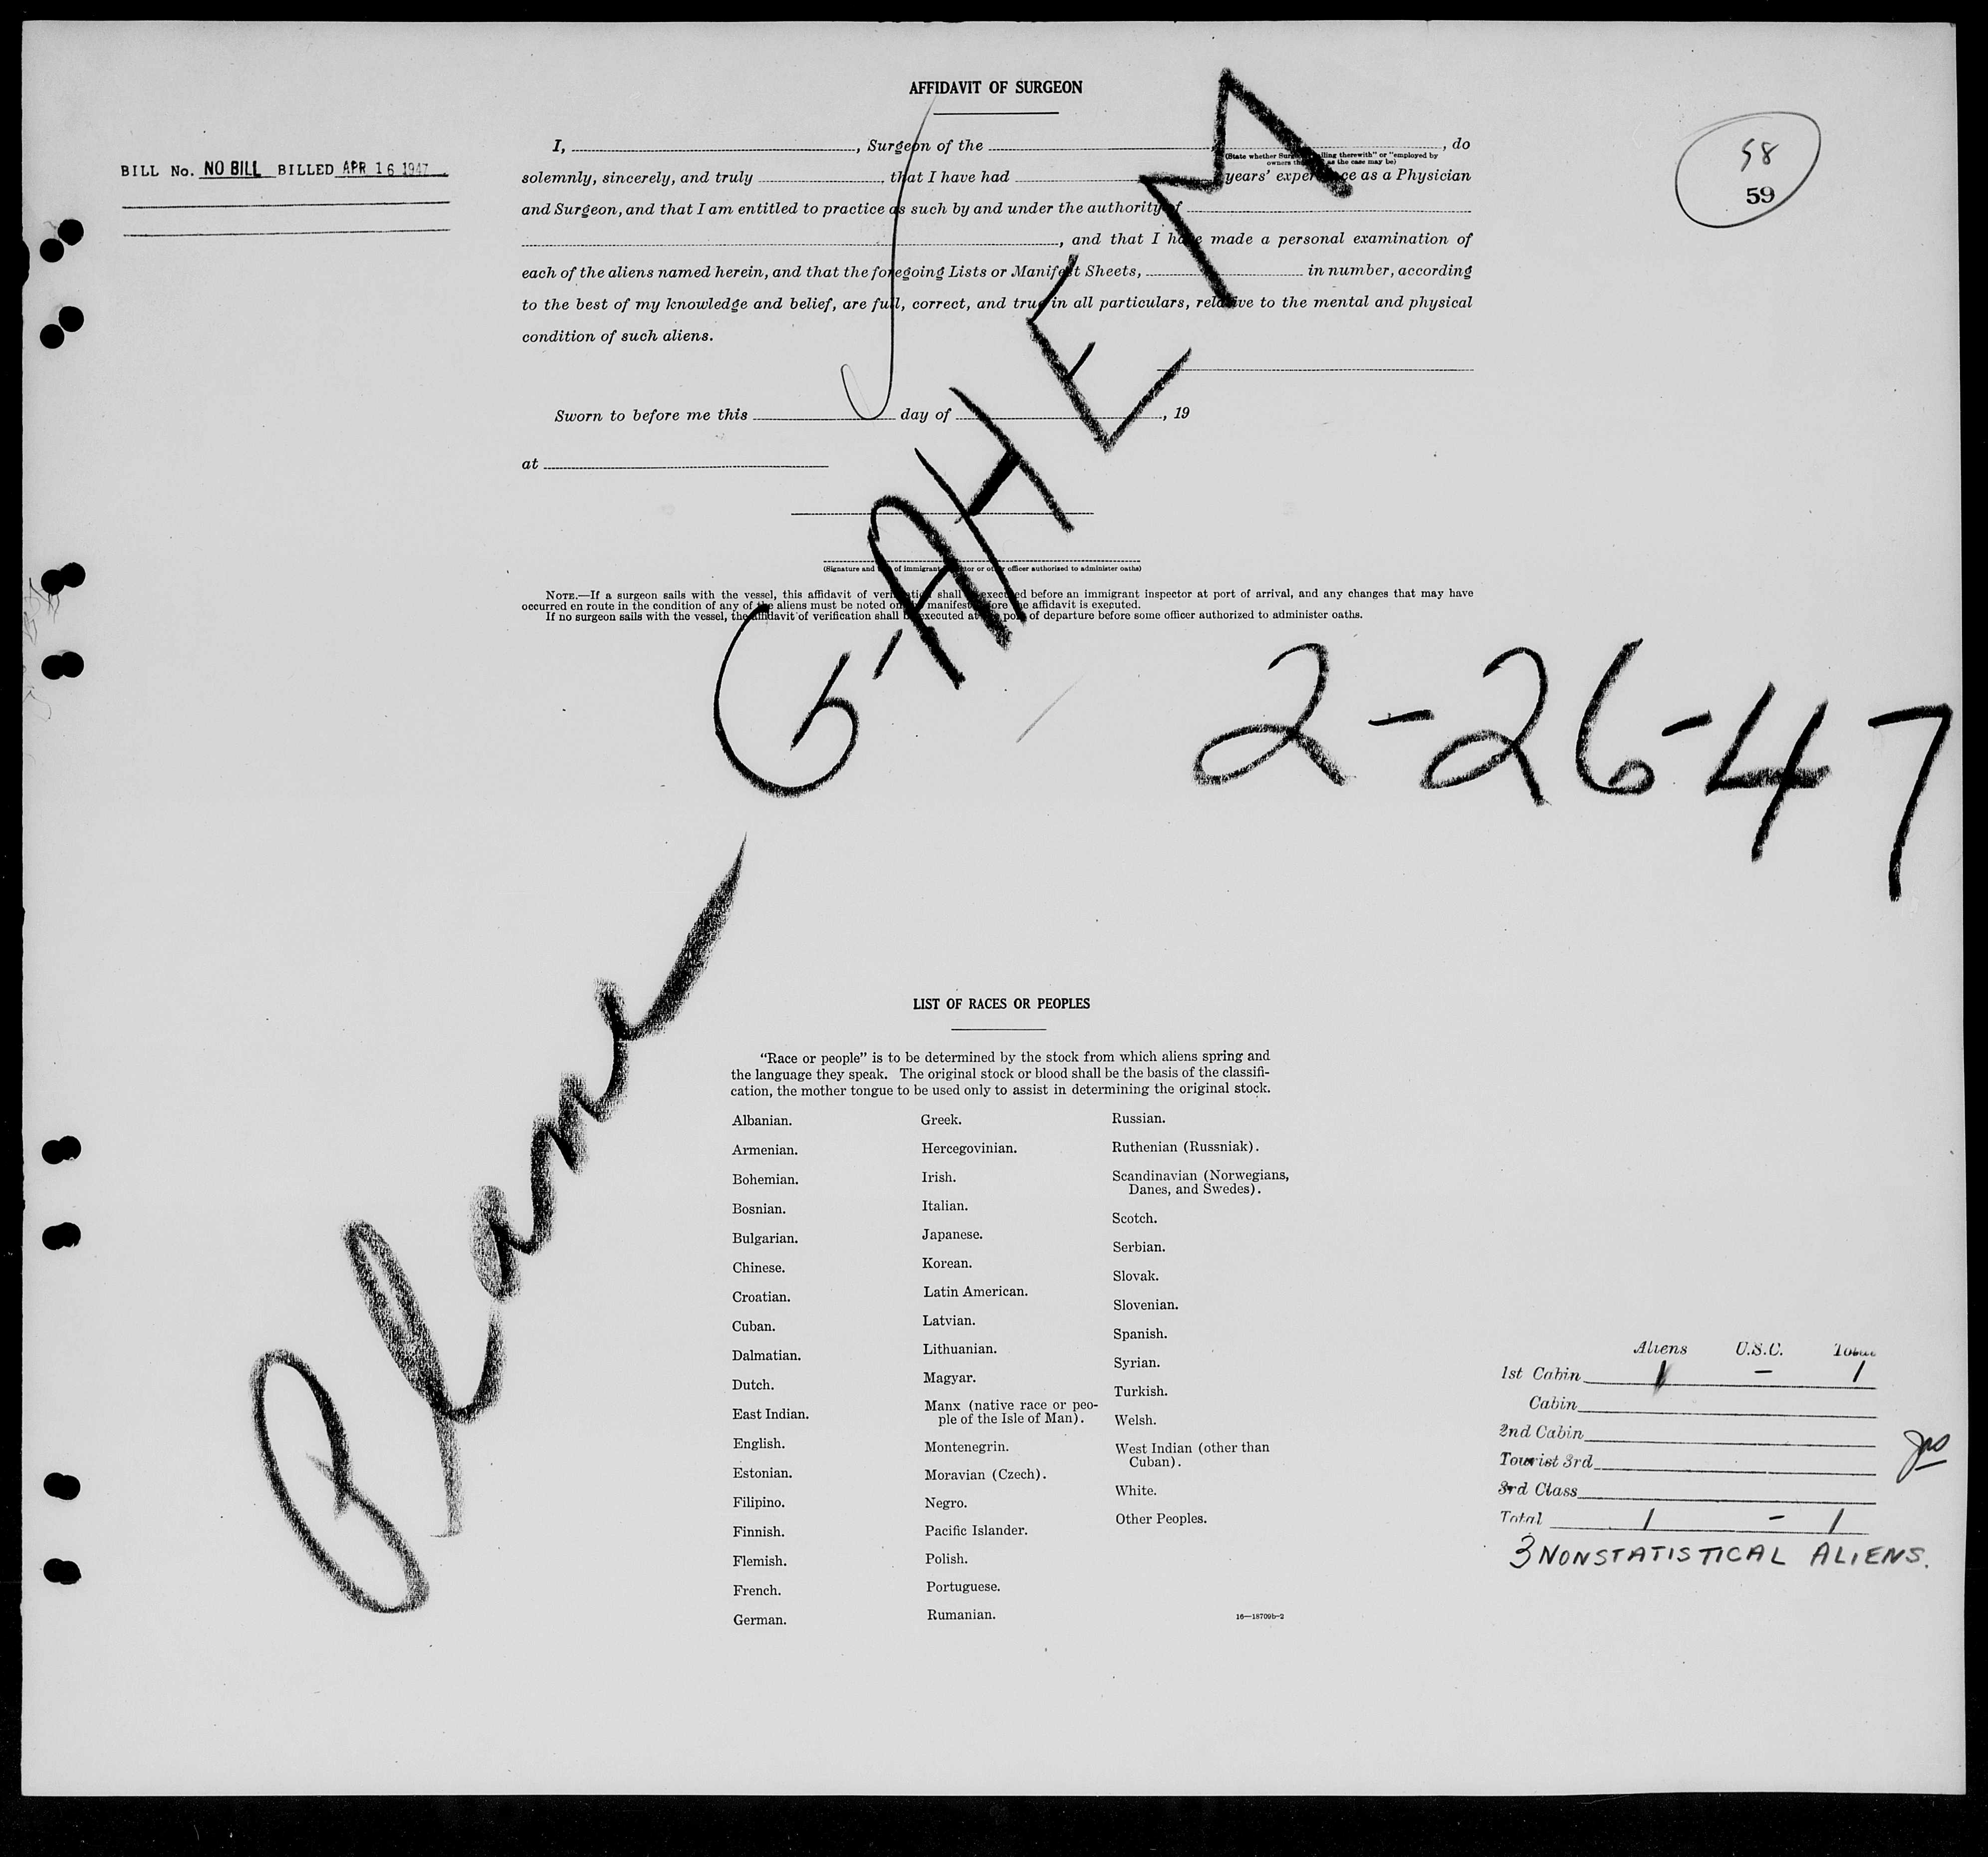 AFFIDAVIT OF SURGEON
BILL No. NO BILL BILLED APR 16 1947
58
59
I, , Surgeon of the , do
(State whether Surgeon sailing therewith" or "employed by
owners thereof" as the case may be)
solemnly, sincerely, and truly , that I have had years' experience as a Physician
and Surgeon, and that I am entitled to practice as such by and under the authority of
, and that I have made a personal examination of
each of the aliens named herein, and that the foregoing Lists or Manifest Sheets, in number, according
to the best of my knowledge and belief, are full, correct, and true in all particulars, relative to the mental and physical
condition of such aliens.
Sworn to before me this day of , 19
at
(Signature and title of immigrant inspector or other officer authorized to administer oaths)
NOTE.—If a surgeon sails with the vessel, this affidavit of verification shall be executed before an immigrant inspector at port of arrival, and any changes that may have
occurred en route in the condition of any of the aliens must be noted on the manifest before the affidavit is executed.
If no surgeon sails with the vessel, the affidavit of verification shall be executed at the port of departure before some officer authorized to administer oaths.
Plane G-AHEM
2-26-47
LIST OF RACES OR PEOPLES
"Race or people" is to be determined by the stock from which aliens spring and
the language they speak. The original stock or blood shall be the basis of the classifi-
cation, the mother tongue to be used only to assist in determining the original stock.
Albanian.
Armenian.
Bohemian.
Bosnian.
Bulgarian.
Chinese.
Croatian.
Cuban.
Dalmatian.
Dutch.
East Indian.
English.
Estonian.
Filipino.
Finnish.
Flemish.
French.
German.
Greek.
Hercegovinian.
Irish.
Italian.
Japanese.
Korean.
Latin American.
Latvian.
Lithuanian.
Magyar.
Manx (native race or peo-
ple of the Isle of Man).
Montenegrin.
Moravian (Czech).
Negro.
Pacific Islander.
Polish.
Portuguese.
Rumanian.
Russian.
Ruthenian (Russniak).
Scandinavian (Norwegians,
Danes, and Swedes).
Scotch.
Serbian.
Slovak.
Slovenian.
Spanish.
Syrian.
Turkish.
Welsh.
West Indian (other than
Cuban).
White.
Other Peoples.
16—18709b-2
Aliens U.S.C. Total
1st Cabin 1 - 1
Cabin
2nd Cabin
Tourist 3rd
3rd Class
Total 1 - 1
3 NONSTATISTICAL ALIENS.